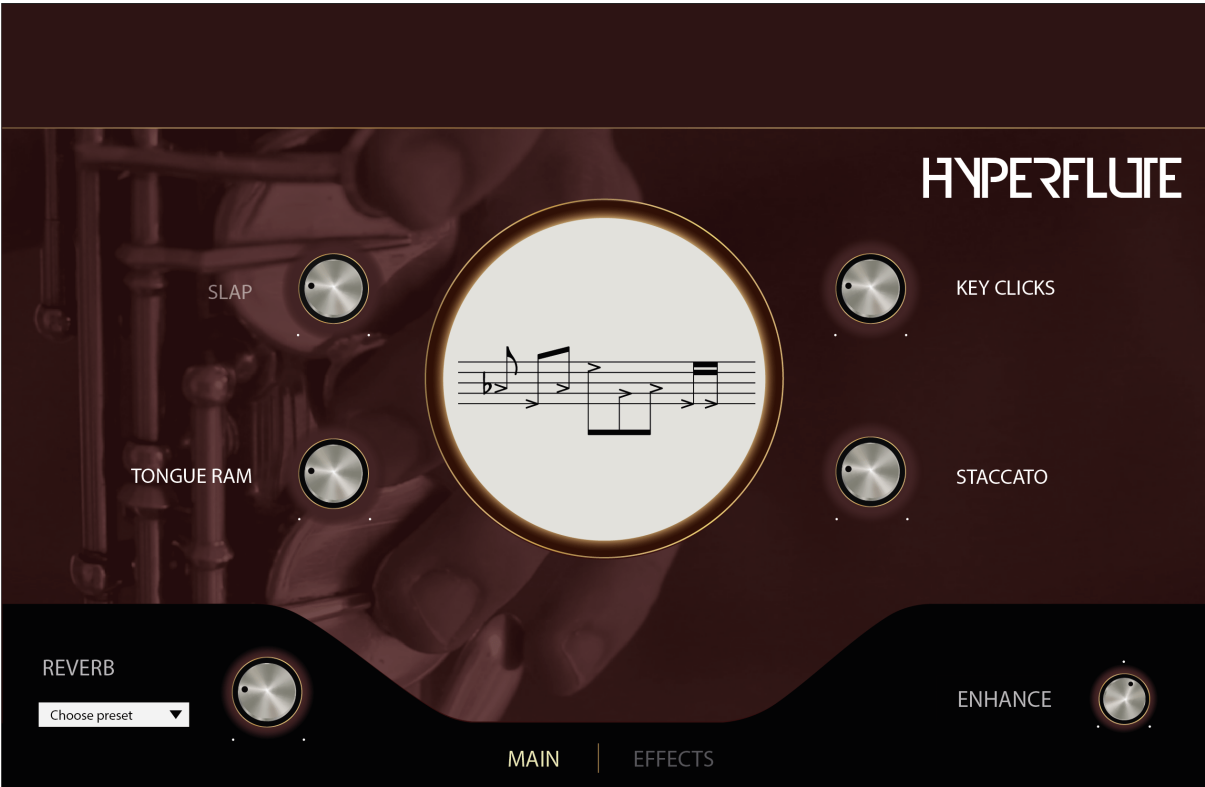 HYPERFLUTE
SLAP
KEY CLICKS
TONGUE RAM
STACCATO
REVERB
Choose preset
ENHANCE
MAIN
EFFECTS